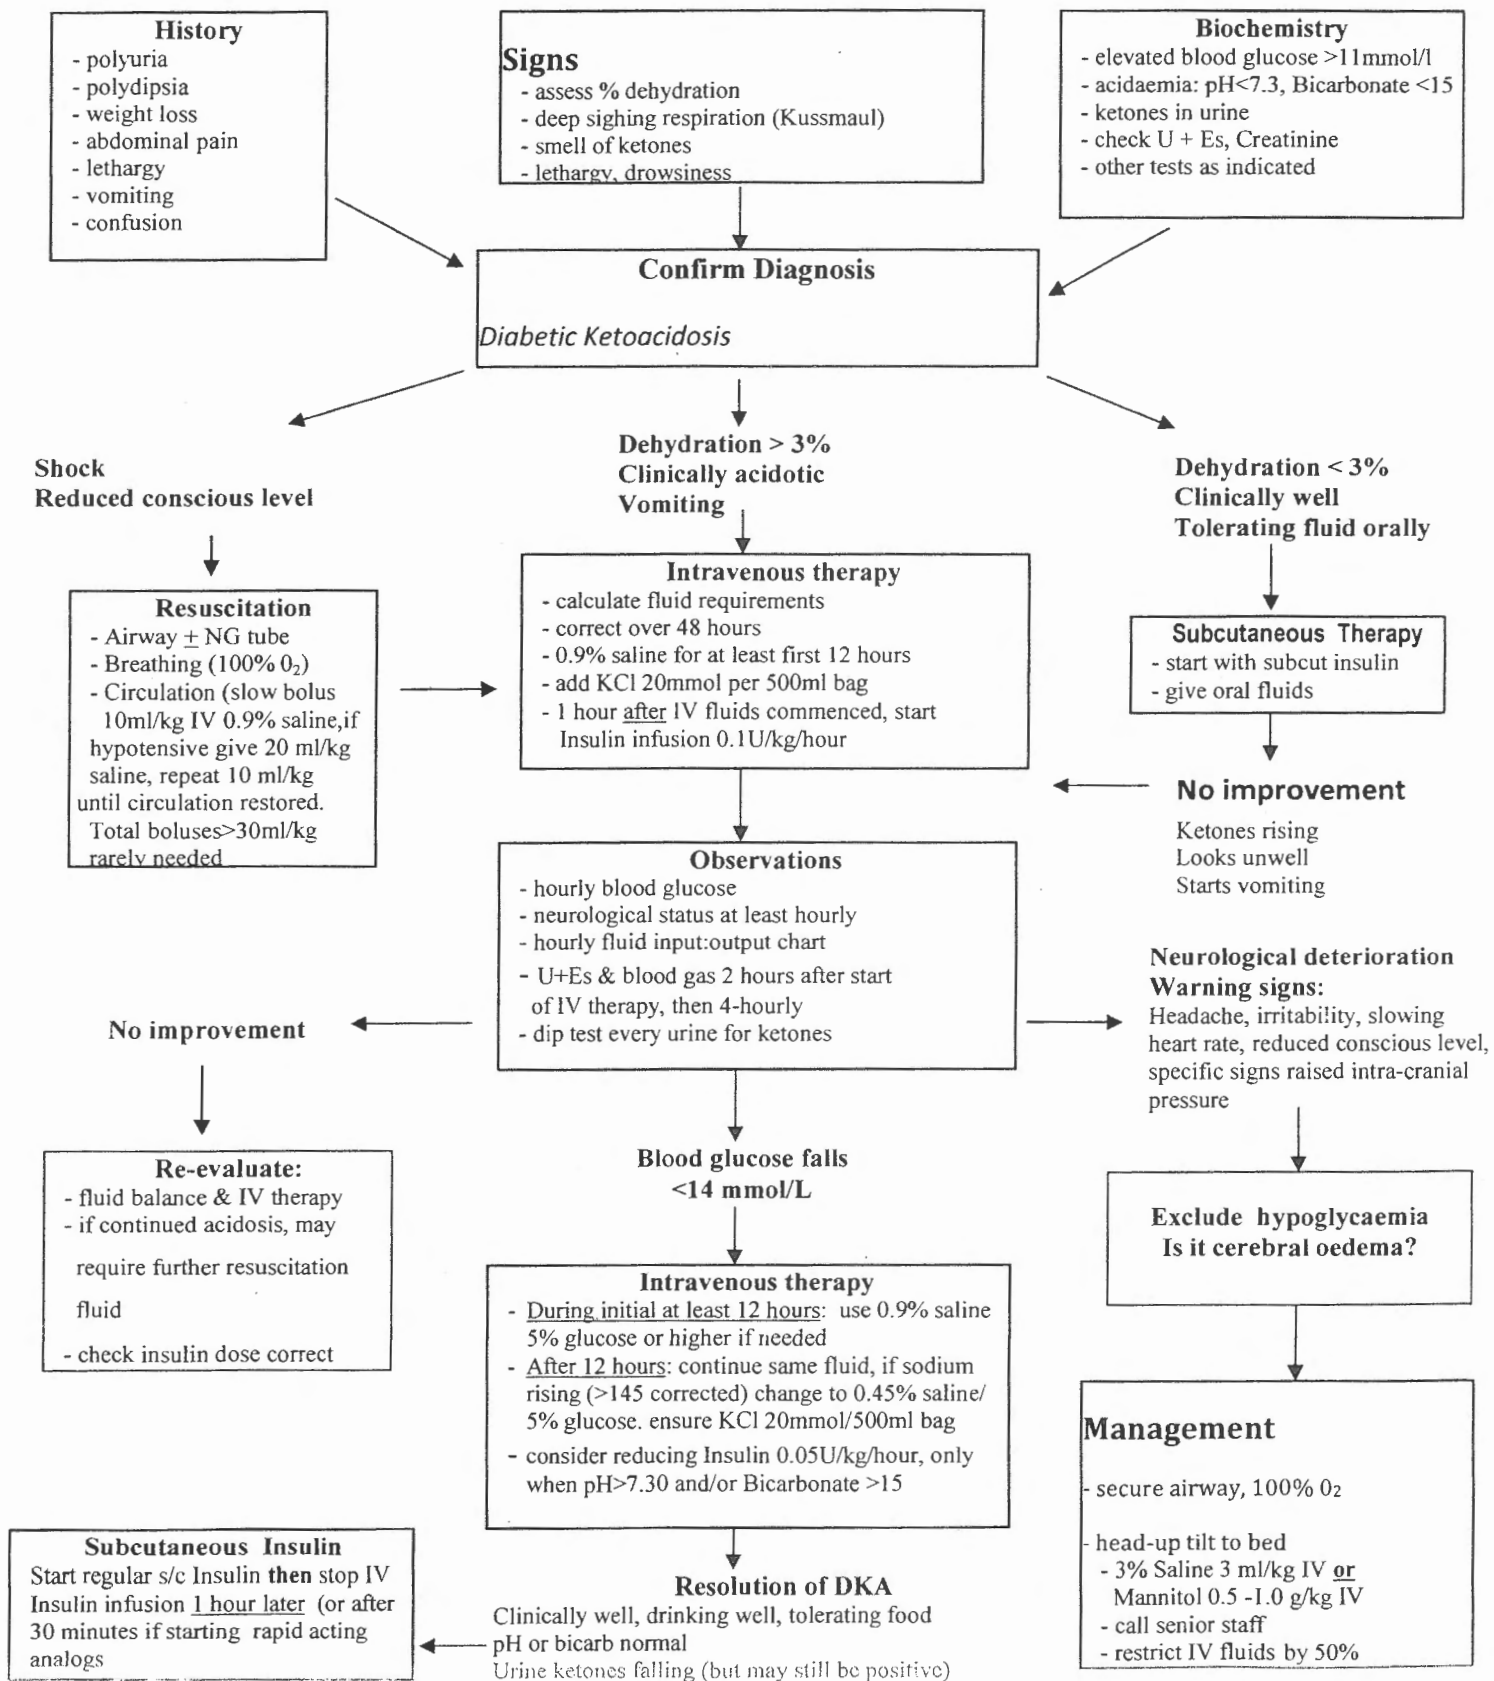 History
- polyuria
- polydipsia
- weight loss
- abdominal pain
- lethargy
- vomiting
- confusion
Signs
- assess % dehydration
- deep sighing respiration (Kussmaul)
- smell of ketones
- lethargy, drowsiness
Biochemistry
- elevated blood glucose >11mmol/l
- acidaemia: pH<7.3, Bicarbonate <15
- ketones in urine
- check U + Es, Creatinine
- other tests as indicated
Confirm Diagnosis
Diabetic Ketoacidosis
Shock
Reduced conscious level
Dehydration > 3%
Clinically acidotic
Vomiting
Dehydration < 3%
Clinically well
Tolerating fluid orally
Resuscitation
- Airway ± NG tube
- Breathing (100% 0₂)
- Circulation (slow bolus
10ml/kg IV 0.9% saline,if
hypotensive give 20 ml/kg
saline, repeat 10 ml/kg
until circulation restored.
Total boluses>30ml/kg
rarely needed
Intravenous therapy
- calculate fluid requirements
- correct over 48 hours
- 0.9% saline for at least first 12 hours
- add KCl 20mmol per 500ml bag
- 1 hour after IV fluids commenced, start
Insulin infusion 0.1U/kg/hour
Subcutaneous Therapy
- start with subcut insulin
- give oral fluids
No improvement
Ketones rising
Looks unwell
Starts vomiting
Observations
- hourly blood glucose
- neurological status at least hourly
- hourly fluid input:output chart
- U+Es & blood gas 2 hours after start
of IV therapy, then 4-hourly
- dip test every urine for ketones
No improvement
Neurological deterioration
Warning signs:
Headache, irritability, slowing
heart rate, reduced conscious level,
specific signs raised intra-cranial
pressure
Re-evaluate:
- fluid balance & IV therapy
- if continued acidosis, may
require further resuscitation
fluid
- check insulin dose correct
Blood glucose falls
<14 mmol/L
Exclude hypoglycaemia
Is it cerebral oedema?
Intravenous therapy
- During initial at least 12 hours: use 0.9% saline
5% glucose or higher if needed
- After 12 hours: continue same fluid, if sodium
rising (>145 corrected) change to 0.45% saline/
5% glucose. ensure KCl 20mmol/500ml bag
- consider reducing Insulin 0.05U/kg/hour, only
when pH>7.30 and/or Bicarbonate >15
Management
- secure airway, 100% 0₂
- head-up tilt to bed
- 3% Saline 3 ml/kg IV or
Mannitol 0.5 -1.0 g/kg IV
- call senior staff
- restrict IV fluids by 50%
Resolution of DKA
Clinically well, drinking well, tolerating food
pH or bicarb normal
Urine ketones falling (but may still be positive)
Subcutaneous Insulin
Start regular s/c Insulin then stop IV
Insulin infusion 1 hour later (or after
30 minutes if starting rapid acting
analogs